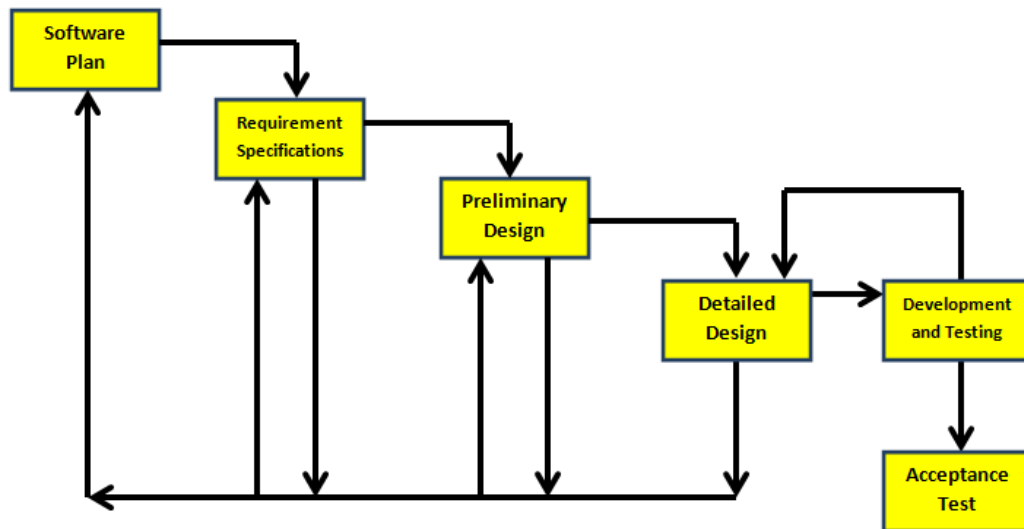 Software
Plan
Requirement
Specifications
Preliminary
Design
Detailed
Design
Development
and Testing
Acceptance
Test